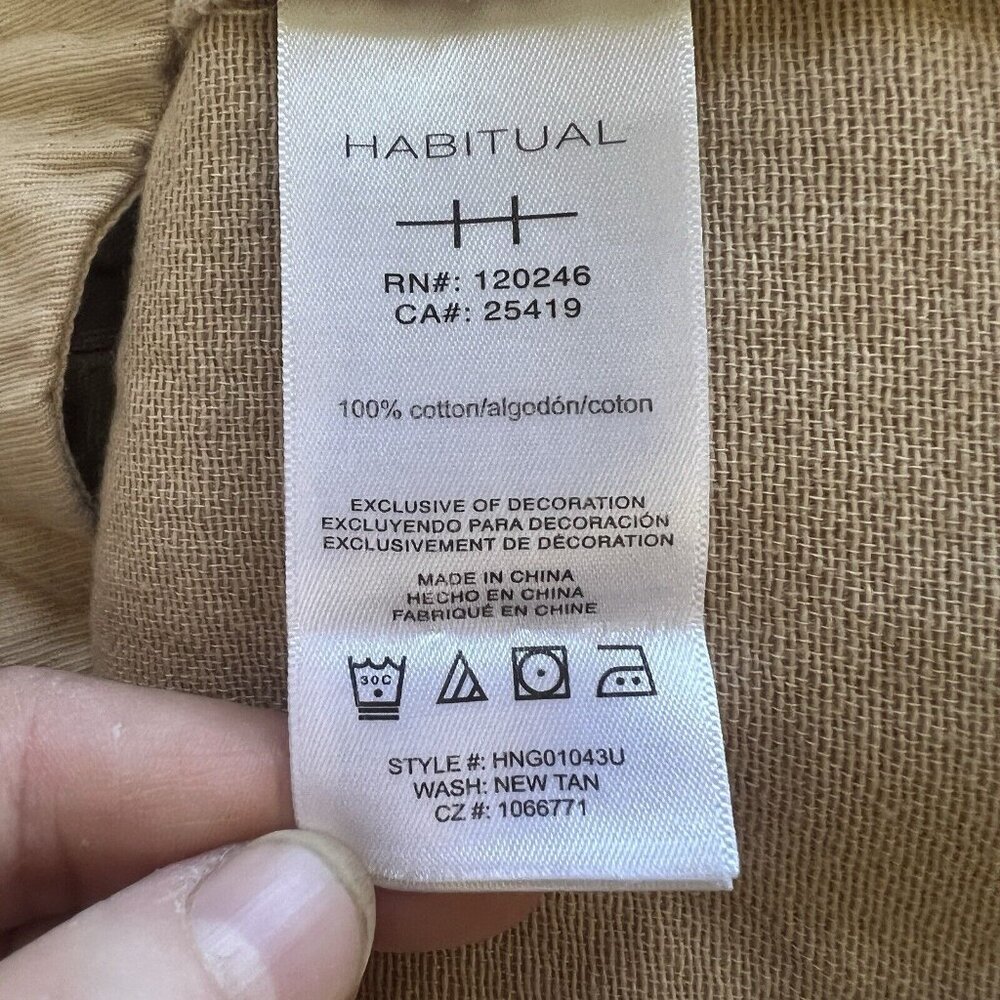 HABITUAL
RN#: 120246
CA#: 25419
100% cotton/algodón/coton
EXCLUSIVE OF DECORATION
EXCLUYENDO PARA DECORACIÓN
EXCLUSIVEMENT DE DÉCORATION
MADE IN CHINA
HECHO EN CHINA
FABRIQUÉ EN CHINE
30C
STYLE #: HNG01043U
WASH: NEW TAN
CZ #: 1066771